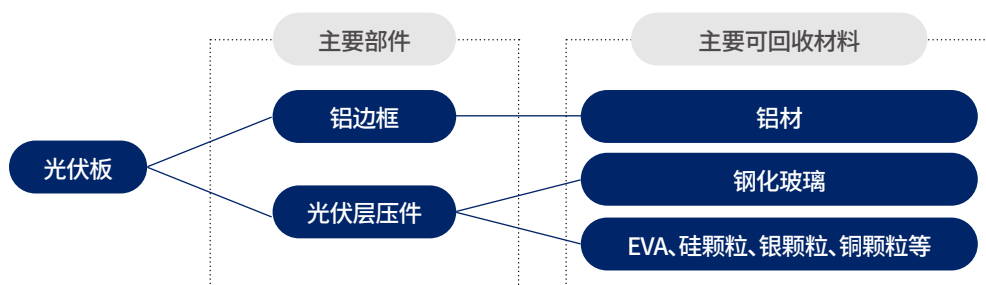 主要部件
主要可回收材料
光伏板
铝边框
铝材
光伏层压件
钢化玻璃
EVA、硅颗粒、银颗粒、铜颗粒等